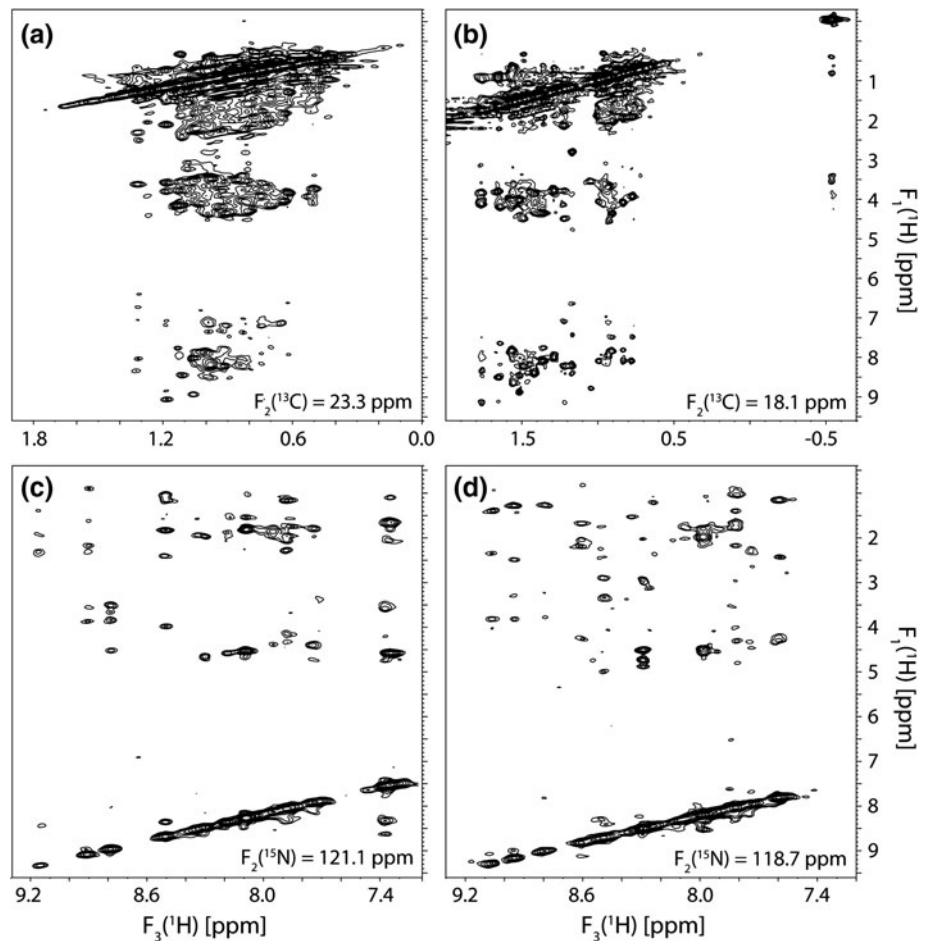 (a)
F₂(¹³C) = 23.3 ppm
1.8 1.2 0.6 0.0
(b)
F₂(¹³C) = 18.1 ppm
1.5 0.5 -0.5
1
2
3
4
5
6
7
8
9
F₁(¹H) [ppm]
(c)
F₂(¹⁵N) = 121.1 ppm
9.2 8.6 8.0 7.4
F₃(¹H) [ppm]
(d)
F₂(¹⁵N) = 118.7 ppm
9.2 8.6 8.0 7.4
F₃(¹H) [ppm]
2
3
4
5
6
7
8
9
F₁(¹H) [ppm]